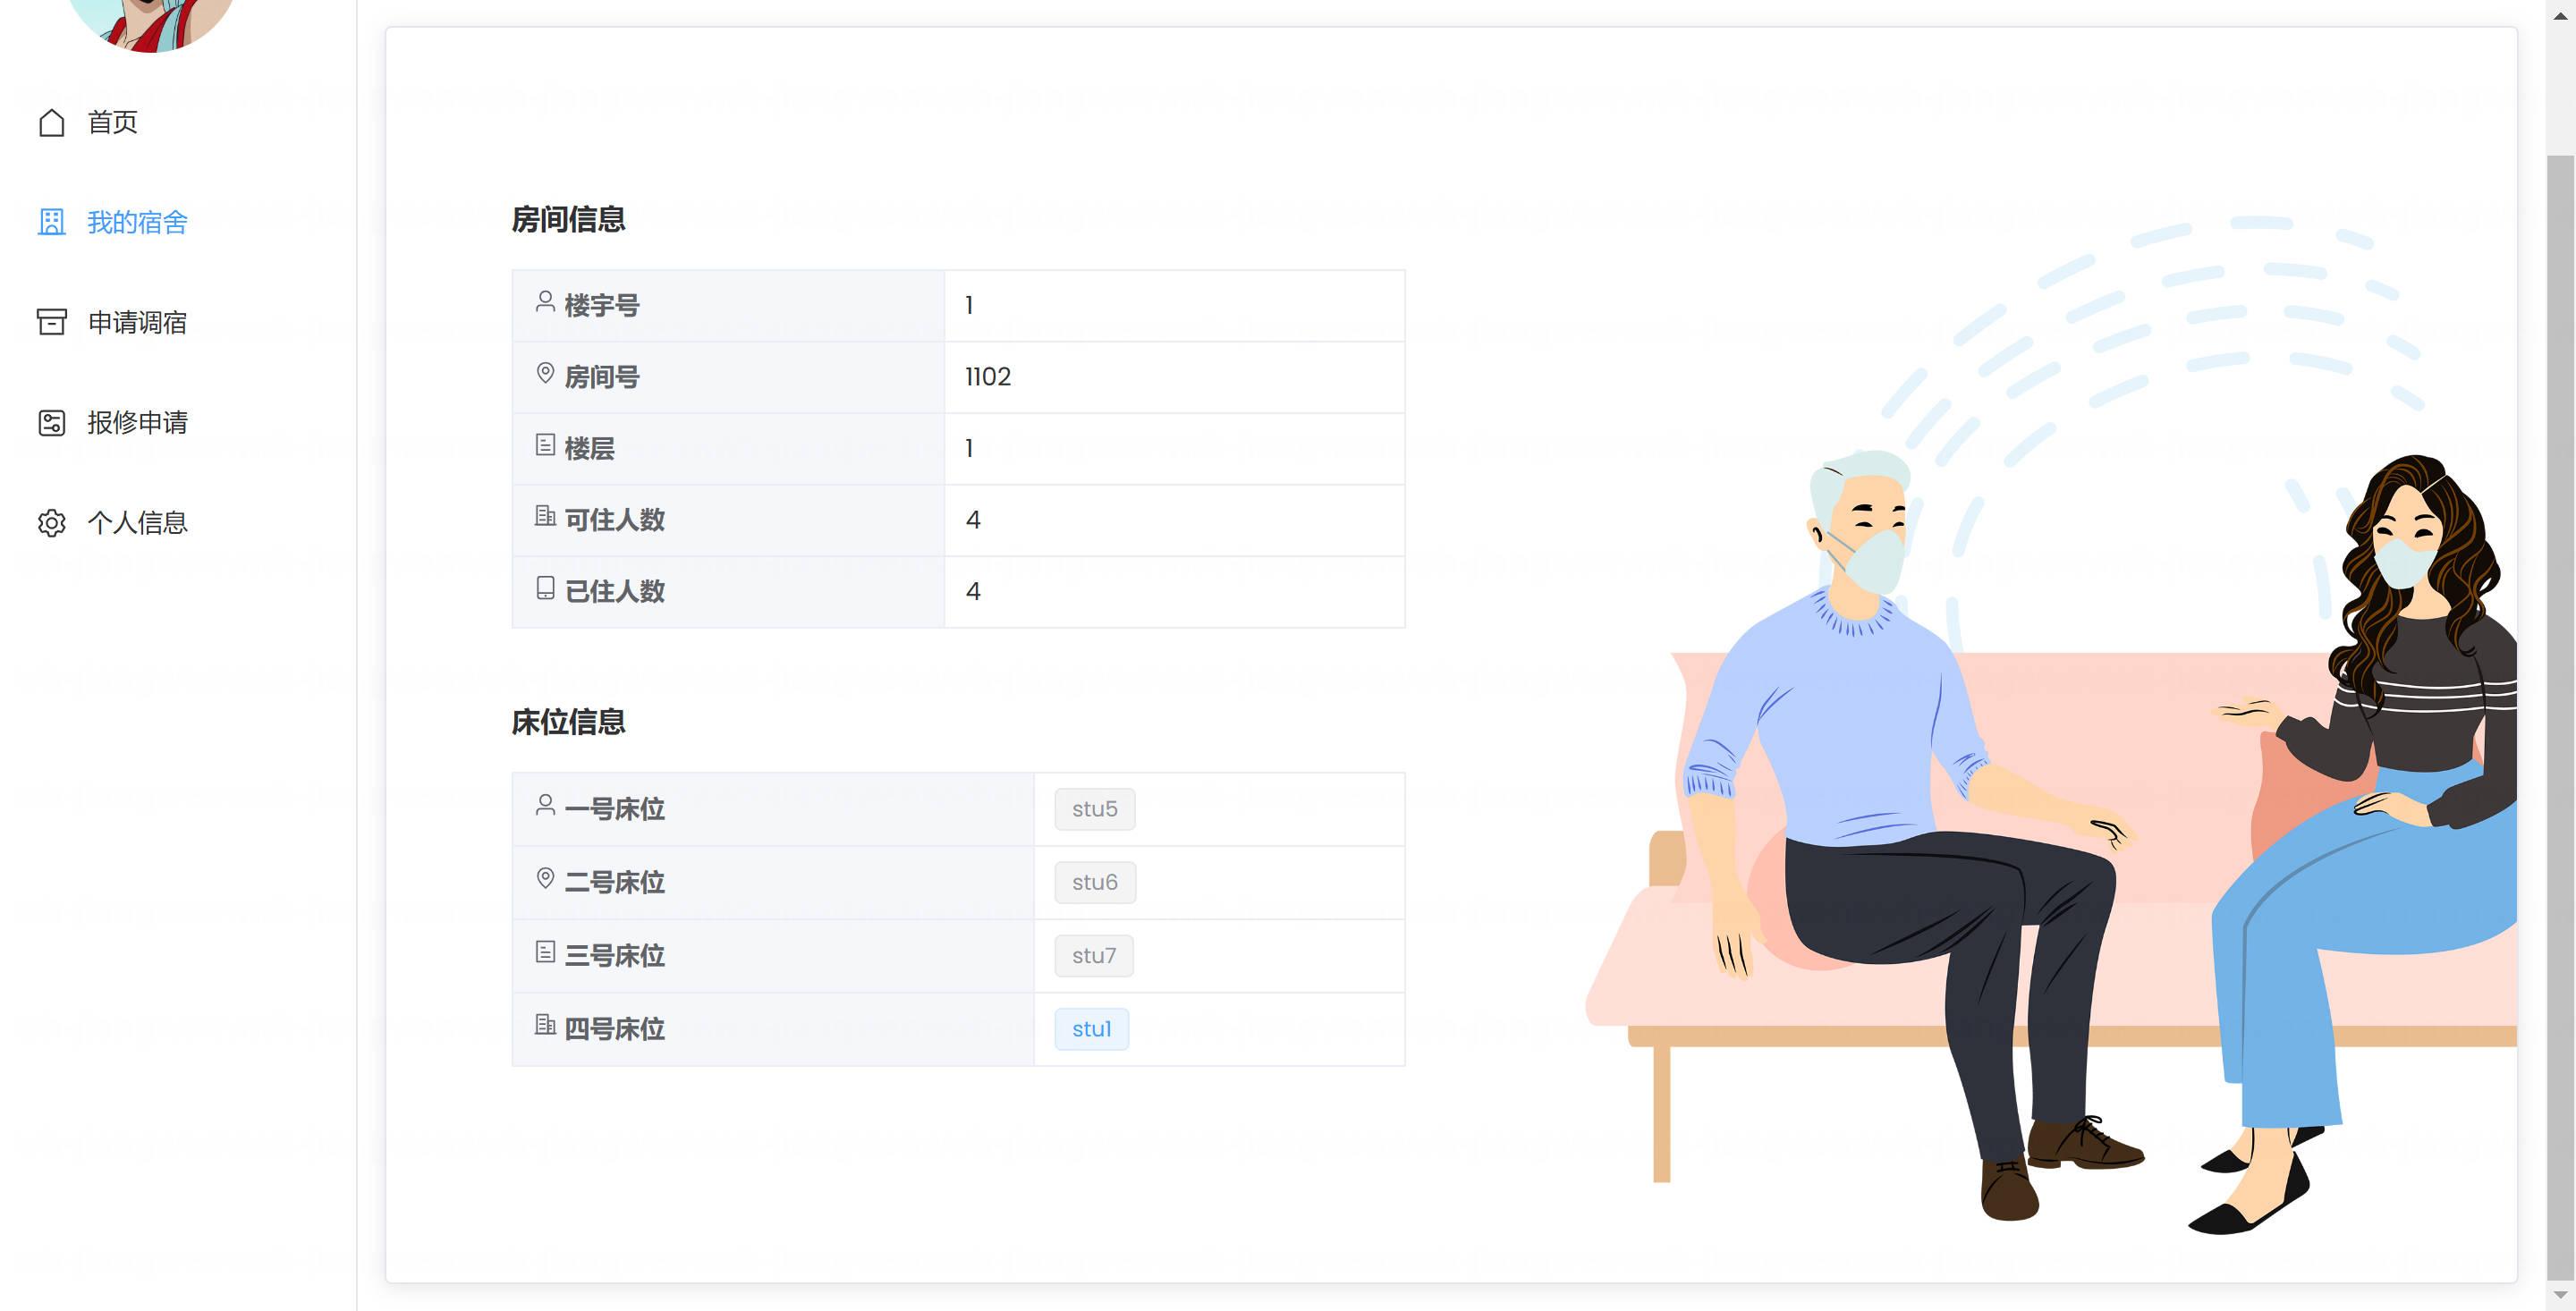 首页
我的宿舍
申请调宿
报修申请
个人信息
房间信息
楼宇号 1
房间号 1102
楼层 1
可住人数 4
已住人数 4
床位信息
一号床位 stu5
二号床位 stu6
三号床位 stu7
四号床位 stu1